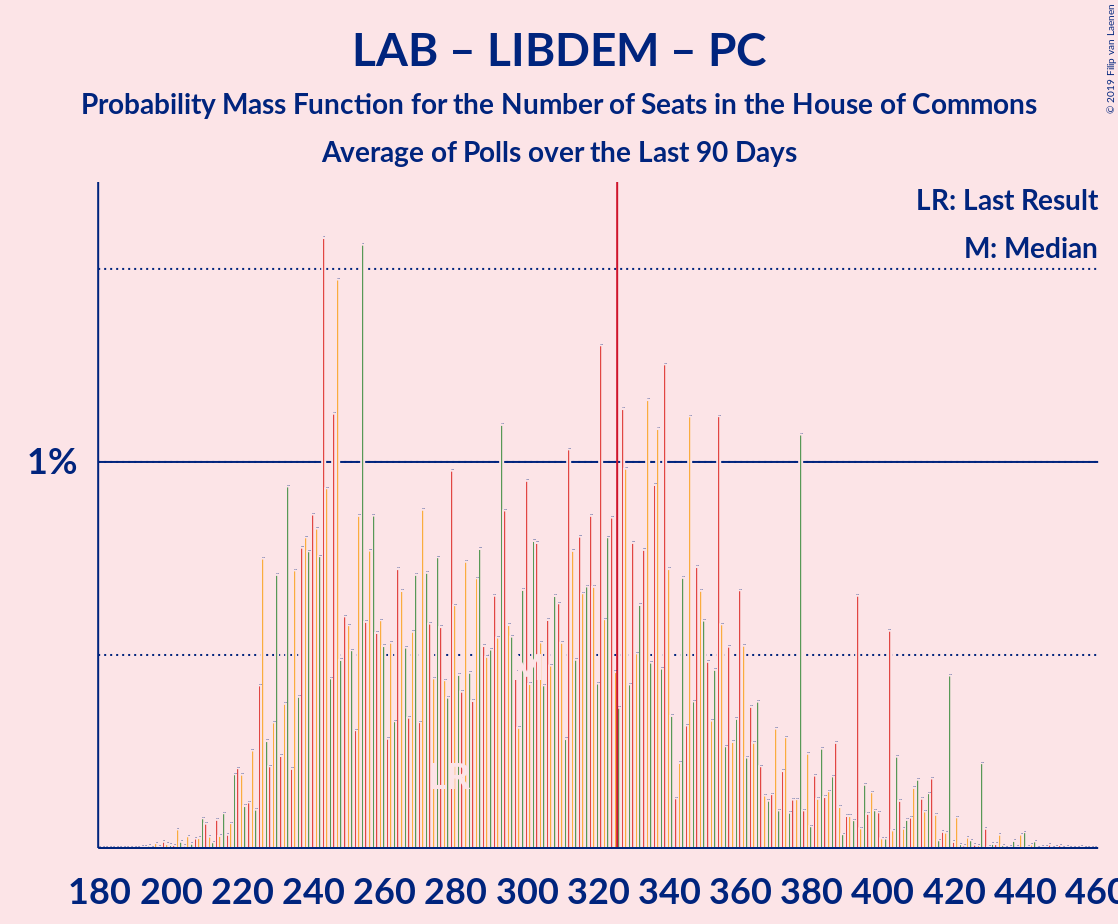 LAB – LIBDEM – PC
Probability Mass Function for the Number of Seats in the House of Commons
Average of Polls over the Last 90 Days
© 2019 Filip van Laenen
LR: Last Result
M: Median
1%
M
LR
180 200 220 240 260 280 300 320 340 360 380 400 420 440 460